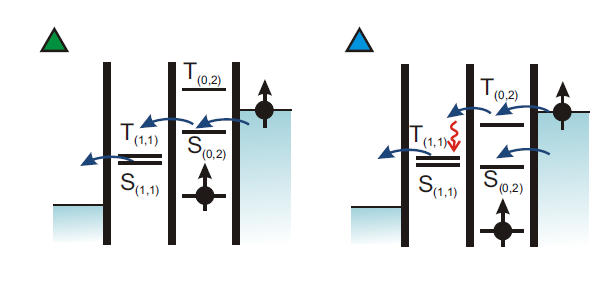 T(0,2)
T(1,1)
S(0,2)
S(1,1)
T(0,2)
T(1,1)
S(0,2)
S(1,1)